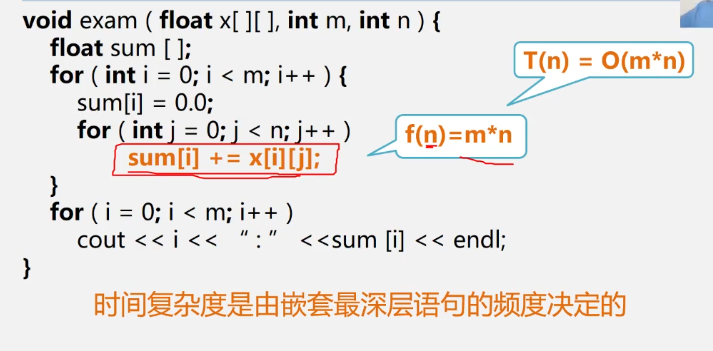 void exam ( float x[ ][ ], int m, int n ) {
float sum [ ];
for ( int i = 0; i < m; i++ ) {
sum[i] = 0.0;
for ( int j = 0; j < n; j++ )
sum[i] += x[i][j];
}
for ( i = 0; i < m; i++ )
cout << i << “ : ” <<sum [i] << endl;
}
T(n) = O(m*n)
f(n)=m*n
时间复杂度是由嵌套最深层语句的频度决定的